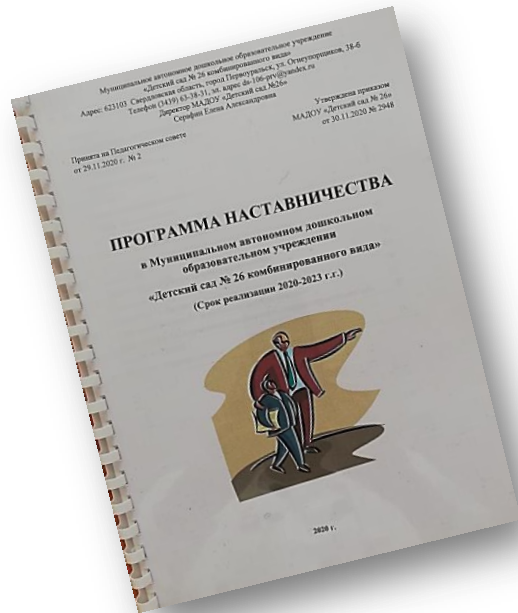 Муниципальное автономное дошкольное образовательное учреждение
«Детский сад № 26 комбинированного вида»
Адрес: 623103 Свердловская область, город Первоуральск, ул. Огнеупорщиков, 38-б
Телефон (3439) 63-38-31, эл. адрес ds-106-prv@yandex.ru
Директор МАДОУ «Детский сад №26»
Серафин Елена Александровна
Принята на Педагогическом совете
от 29.11.2020 г. № 2
Утверждена приказом
МАДОУ «Детский сад № 26»
от 30.11.2020 № 2948
ПРОГРАММА НАСТАВНИЧЕСТВА
в Муниципальном автономном дошкольном
образовательном учреждении
«Детский сад № 26 комбинированного вида»
(Срок реализации 2020-2023 г.г.)
2020 г.